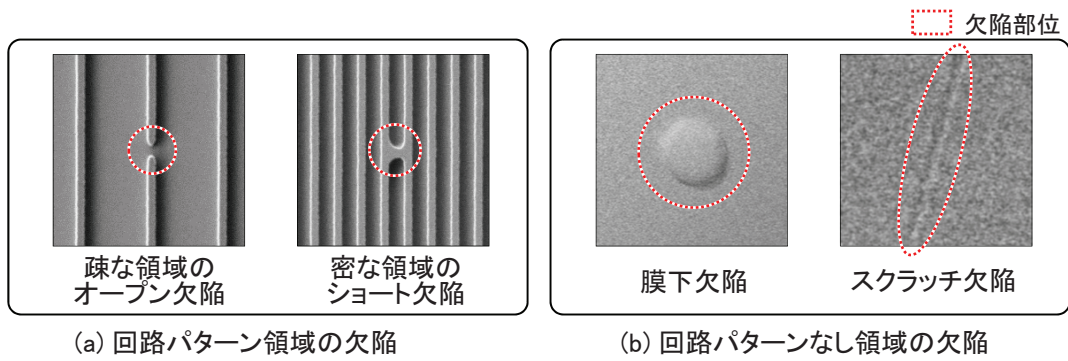 欠陥部位
疎な領域の
オープン欠陥
密な領域の
ショート欠陥
膜下欠陥
スクラッチ欠陥
(a) 回路パターン領域の欠陥
(b) 回路パターンなし領域の欠陥